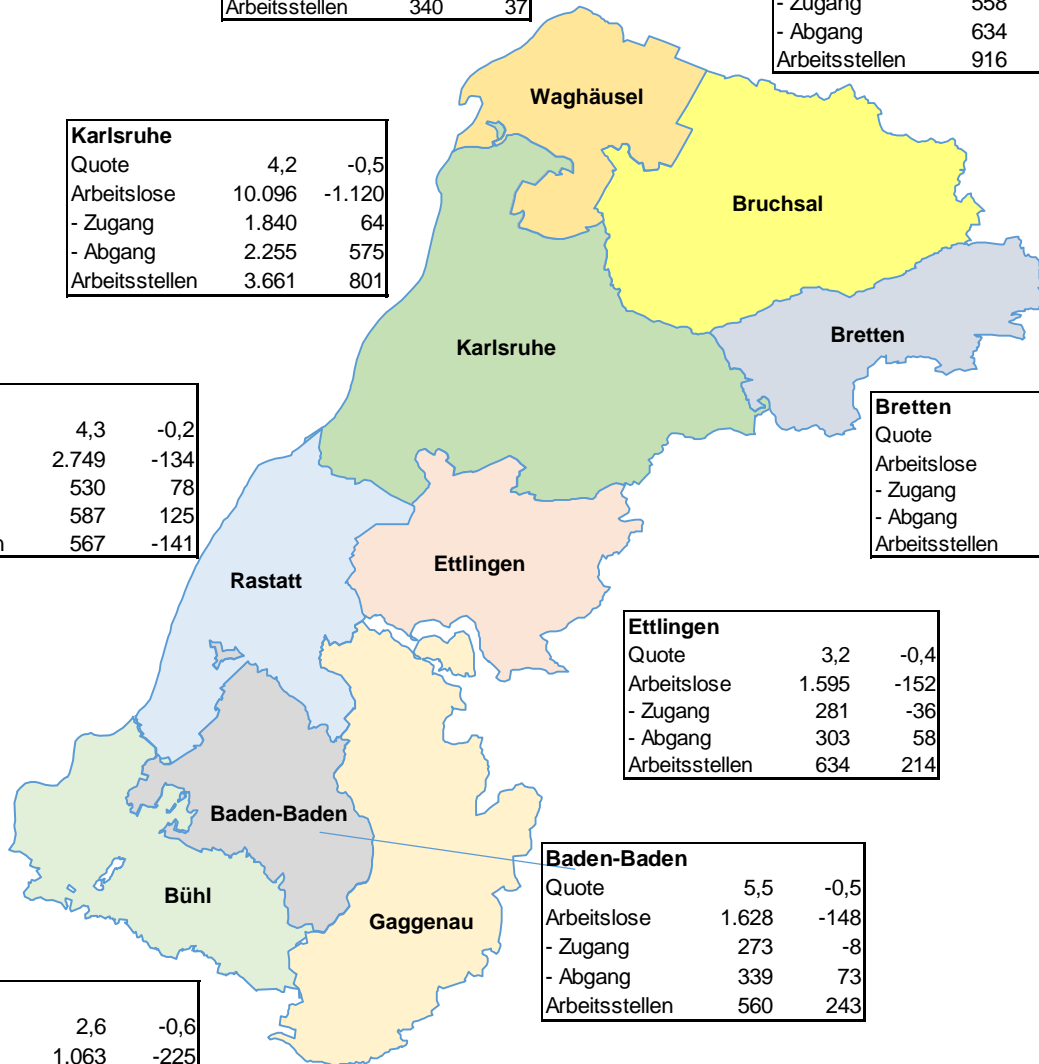 Arbeitsstellen 340 37
- Zugang 558
- Abgang 634
Arbeitsstellen 916
Waghäusel
Karlsruhe
Quote 4,2 -0,5
Arbeitslose 10.096 -1.120
- Zugang 1.840 64
- Abgang 2.255 575
Arbeitsstellen 3.661 801
Bruchsal
Bretten
Karlsruhe
4,3 -0,2
2.749 -134
530 78
587 125
n 567 -141
Bretten
Quote
Arbeitslose
- Zugang
- Abgang
Arbeitsstellen
Ettlingen
Rastatt
Ettlingen
Quote 3,2 -0,4
Arbeitslose 1.595 -152
- Zugang 281 -36
- Abgang 303 58
Arbeitsstellen 634 214
Baden-Baden
Baden-Baden
Quote 5,5 -0,5
Arbeitslose 1.628 -148
- Zugang 273 -8
- Abgang 339 73
Arbeitsstellen 560 243
Bühl
Gaggenau
2,6 -0,6
1.063 -225